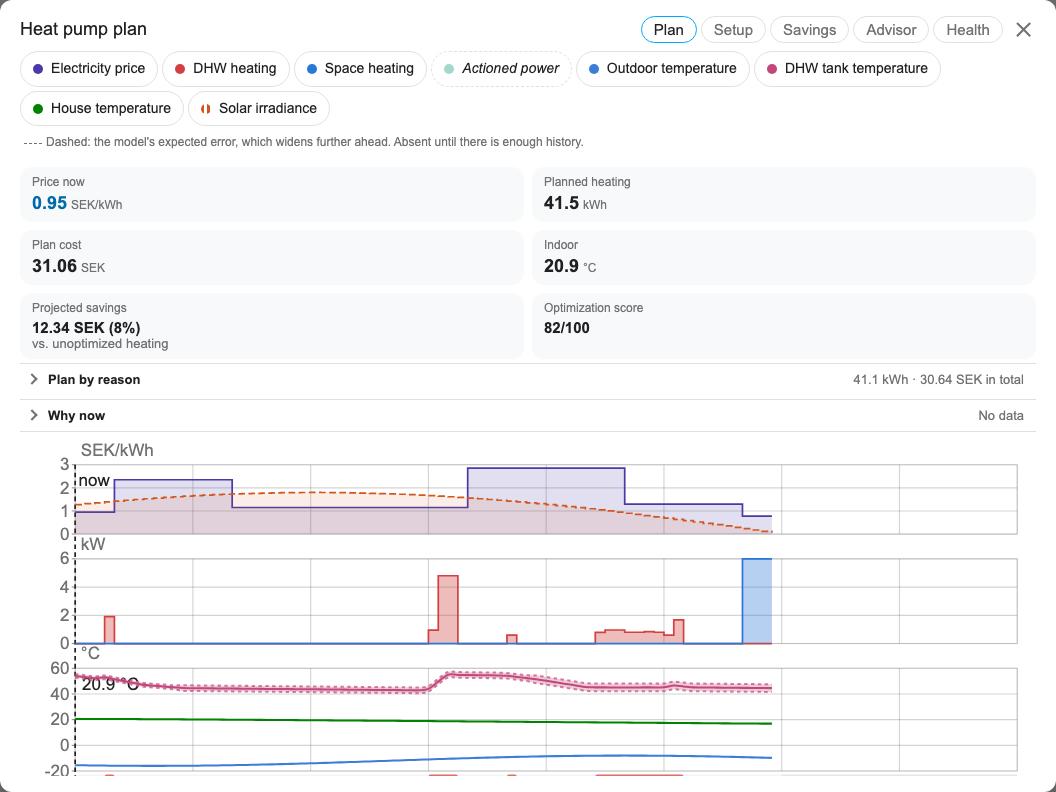 Heat pump plan
Plan Setup Savings Advisor Health
Electricity price DHW heating Space heating Actioned power Outdoor temperature DHW tank temperature
House temperature Solar irradiance
---- Dashed: the model's expected error, which widens further ahead. Absent until there is enough history.
Price now
0.95 SEK/kWh
Planned heating
41.5 kWh
Plan cost
31.06 SEK
Indoor
20.9 °C
Projected savings
12.34 SEK (8%)
vs. unoptimized heating
Optimization score
82/100
Plan by reason 41.1 kWh · 30.64 SEK in total
Why now No data
SEK/kWh
3
now
2
1
0
kW
6
4
2
0
°C
60
20.9 °C
40
20
0
-20